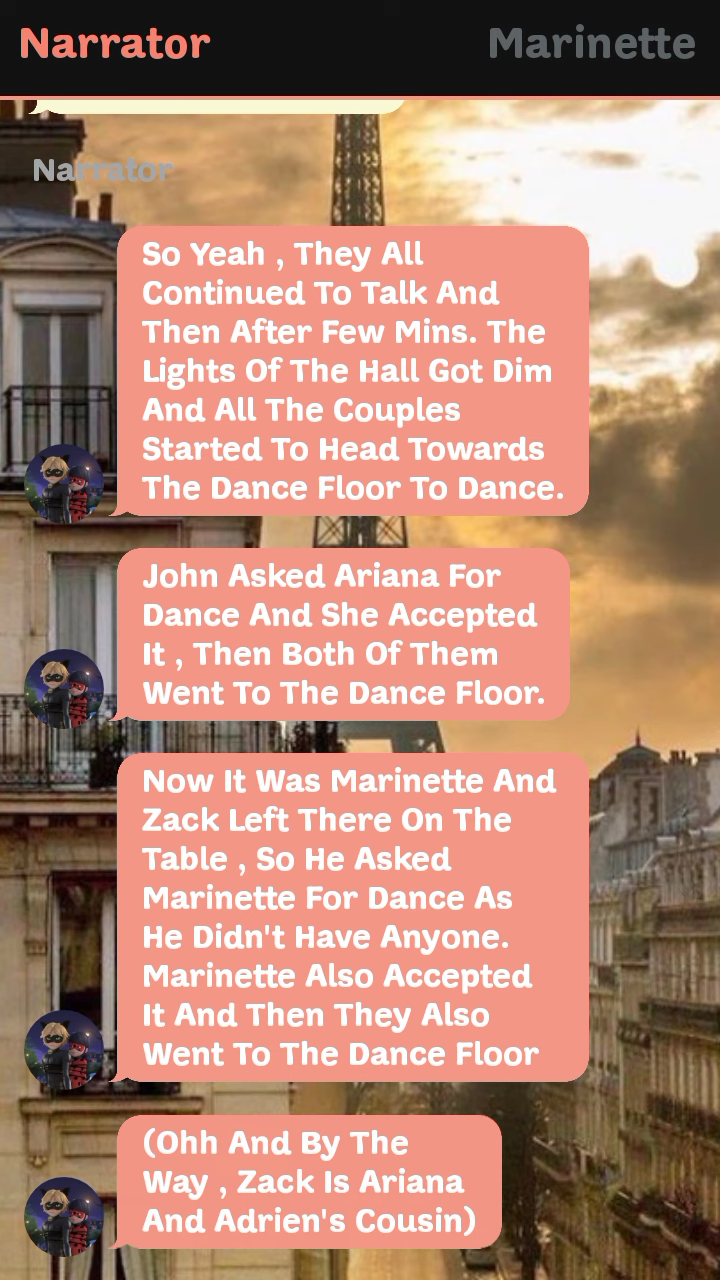 Narrator
Marinette
Narrator
So Yeah , They All
Continued To Talk And
Then After Few Mins. The
Lights Of The Hall Got Dim
And All The Couples
Started To Head Towards
The Dance Floor To Dance.
John Asked Ariana For
Dance And She Accepted
It , Then Both Of Them
Went To The Dance Floor.
Now It Was Marinette And
Zack Left There On The
Table , So He Asked
Marinette For Dance As
He Didn't Have Anyone.
Marinette Also Accepted
It And Then They Also
Went To The Dance Floor
(Ohh And By The
Way , Zack Is Ariana
And Adrien's Cousin)